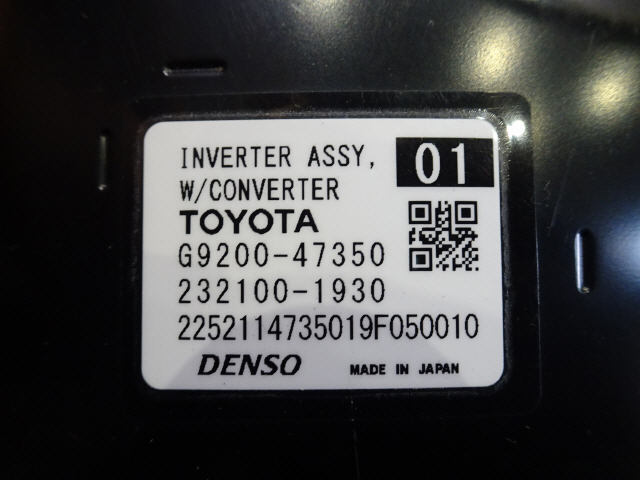 INVERTER ASSY, 01
W/CONVERTER
TOYOTA
G9200-47350
232100-1930
2252114735019F050010
DENSO MADE IN JAPAN